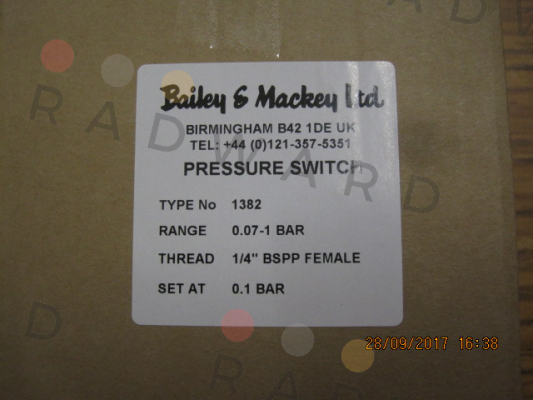 RADWARD
Bailey & Mackey Ltd
BIRMINGHAM B42 1DE UK
TEL: +44 (0)121-357-5351
PRESSURE SWITCH
TYPE No 1382
RANGE 0.07-1 BAR
THREAD 1/4" BSPP FEMALE
SET AT 0.1 BAR
28/09/2017 16:38